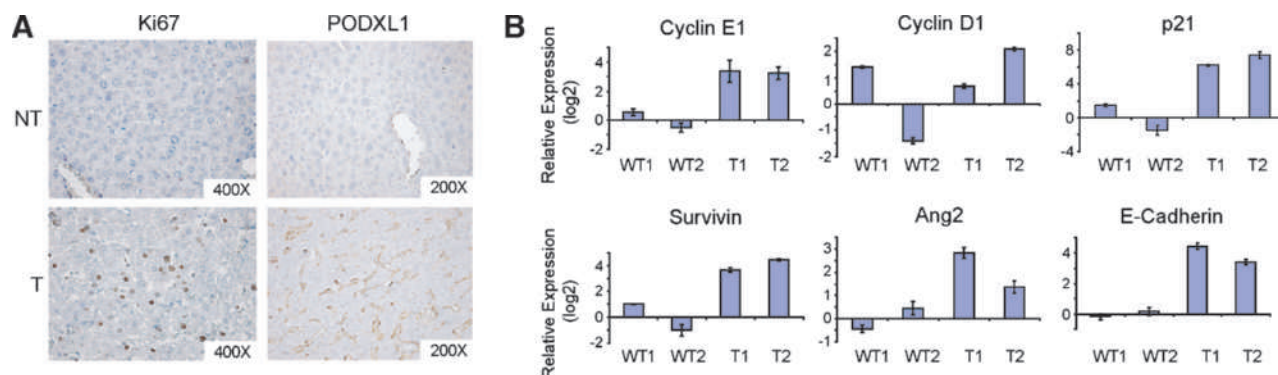 A
Ki67 PODXL1
NT
400X 200X
T
400X 200X
B
Cyclin E1 Cyclin D1 p21
Relative Expression
(log2)
4
2
0
-2
WT1 WT2 T1 T2
2
1
0
-1
-2
WT1 WT2 T1 T2
8
4
0
-4
WT1 WT2 T1 T2
Survivin Ang2 E-Cadherin
Relative Expression
(log2)
4
2
0
-2
WT1 WT2 T1 T2
3
2
1
0
-1
WT1 WT2 T1 T2
4
2
0
WT1 WT2 T1 T2